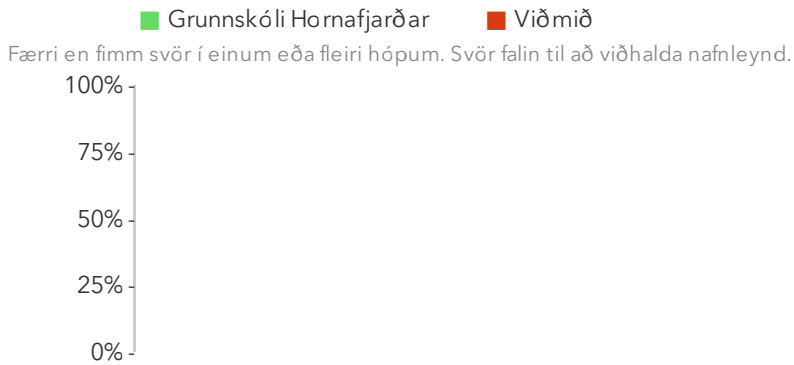 Grunnskóli Hornafjarðar Viðmið
Færri en fimm svör í einum eða fleiri hópum. Svör falin til að viðhalda nafnleynd.
100%
75%
50%
25%
0%